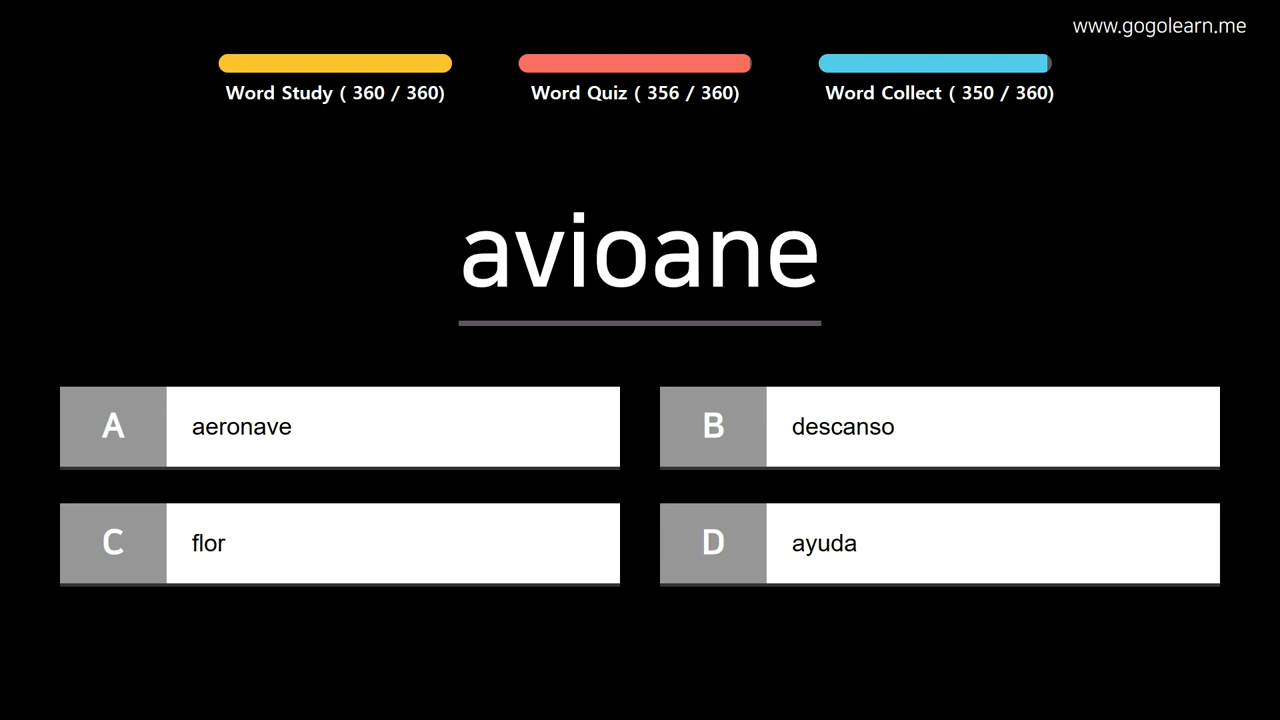 www.gogolearn.me
Word Study ( 360 / 360)
Word Quiz ( 356 / 360)
Word Collect ( 350 / 360)
avioane
A aeronave
B descanso
C flor
D ayuda